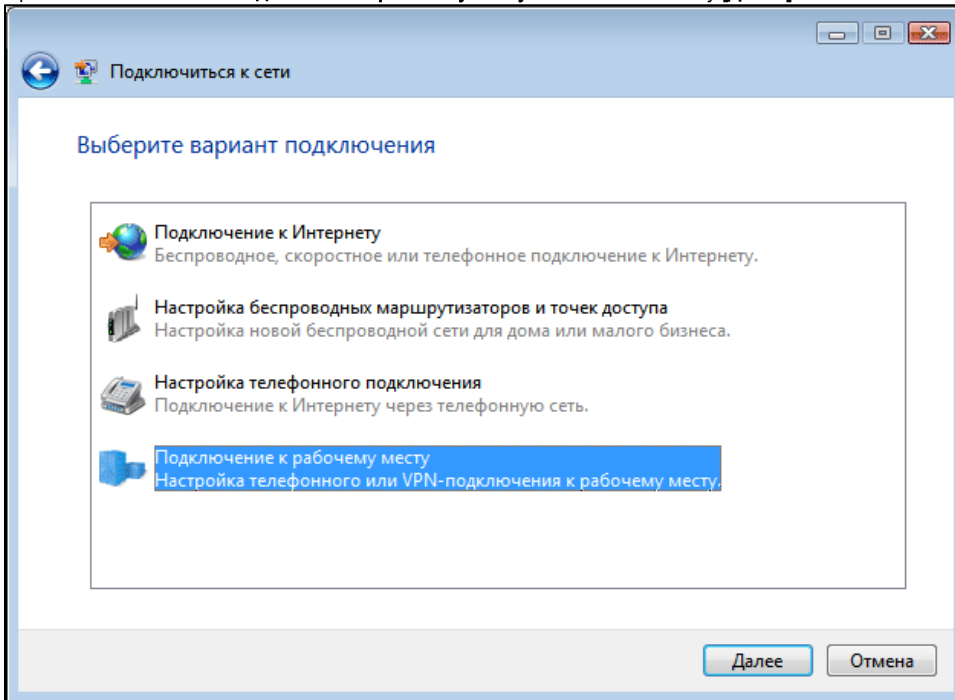 Подключиться к сети
Выберите вариант подключения
Подключение к Интернету
Беспроводное, скоростное или телефонное подключение к Интернету.
Настройка беспроводных маршрутизаторов и точек доступа
Настройка новой беспроводной сети для дома или малого бизнеса.
Настройка телефонного подключения
Подключение к Интернету через телефонную сеть.
Подключение к рабочему месту
Настройка телефонного или VPN-подключения к рабочему месту.
Далее
Отмена